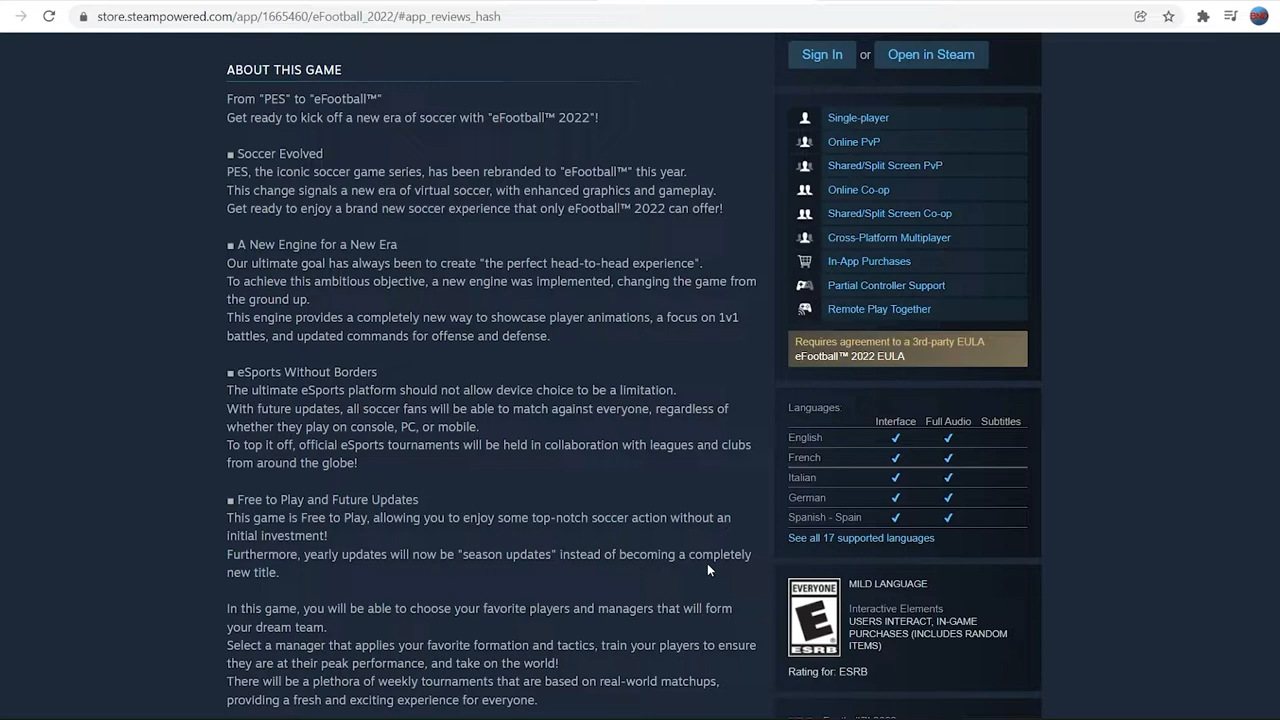 store.steampowered.com/app/1665460/eFootball_2022/#app_reviews_hash
ABOUT THIS GAME
From "PES" to "eFootball™"
Get ready to kick off a new era of soccer with "eFootball™ 2022"!
■ Soccer Evolved
PES, the iconic soccer game series, has been rebranded to "eFootball™" this year.
This change signals a new era of virtual soccer, with enhanced graphics and gameplay.
Get ready to enjoy a brand new soccer experience that only eFootball™ 2022 can offer!
■ A New Engine for a New Era
Our ultimate goal has always been to create "the perfect head-to-head experience".
To achieve this ambitious objective, a new engine was implemented, changing the game from
the ground up.
This engine provides a completely new way to showcase player animations, a focus on 1v1
battles, and updated commands for offense and defense.
■ eSports Without Borders
The ultimate eSports platform should not allow device choice to be a limitation.
With future updates, all soccer fans will be able to match against everyone, regardless of
whether they play on console, PC, or mobile.
To top it off, official eSports tournaments will be held in collaboration with leagues and clubs
from around the globe!
■ Free to Play and Future Updates
This game is Free to Play, allowing you to enjoy some top-notch soccer action without an
initial investment!
Furthermore, yearly updates will now be "season updates" instead of becoming a completely
new title.
In this game, you will be able to choose your favorite players and managers that will form
your dream team.
Select a manager that applies your favorite formation and tactics, train your players to ensure
they are at their peak performance, and take on the world!
There will be a plethora of weekly tournaments that are based on real-world matchups,
providing a fresh and exciting experience for everyone.
Sign In or Open in Steam
Single-player
Online PvP
Shared/Split Screen PvP
Online Co-op
Shared/Split Screen Co-op
Cross-Platform Multiplayer
In-App Purchases
Partial Controller Support
Remote Play Together
Requires agreement to a 3rd-party EULA
eFootball™ 2022 EULA
Languages:
Interface Full Audio Subtitles
English ✔ ✔
French ✔ ✔
Italian ✔ ✔
German ✔ ✔
Spanish - Spain ✔ ✔
See all 17 supported languages
EVERYONE
E
ESRB
MILD LANGUAGE
Interactive Elements
USERS INTERACT, IN-GAME
PURCHASES (INCLUDES RANDOM
ITEMS)
Rating for: ESRB